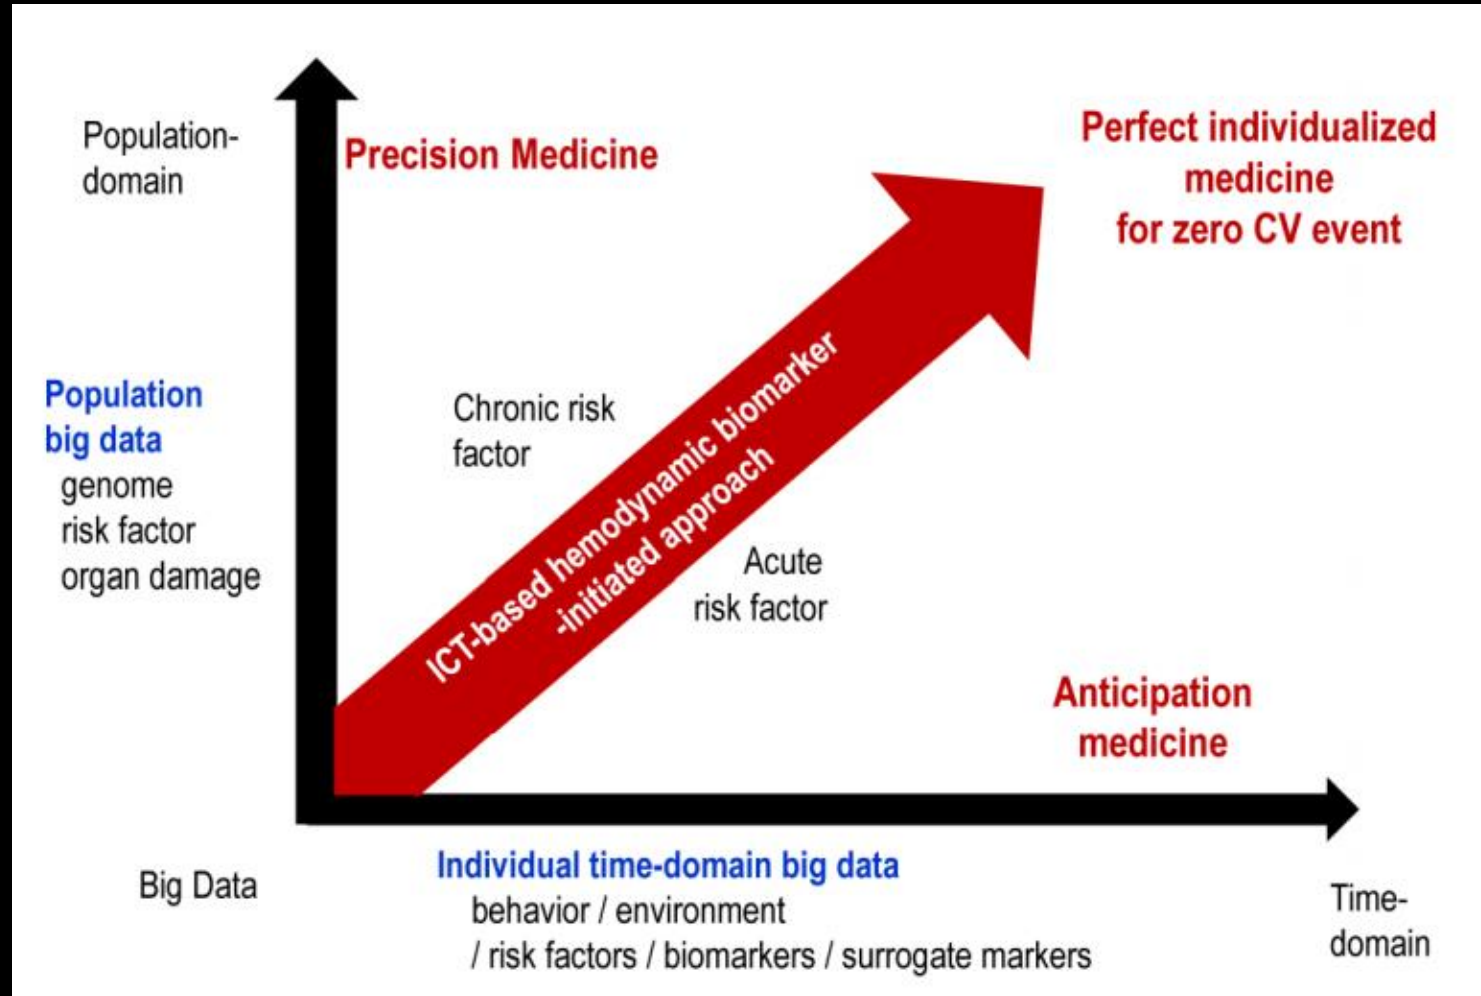 Population-
domain
Precision Medicine
Perfect individualized
medicine
for zero CV event
Population
big data
genome
risk factor
organ damage
Chronic risk
factor
ICT-based hemodynamic biomarker
-initiated approach
Acute
risk factor
Anticipation
medicine
Big Data
Individual time-domain big data
behavior / environment
/ risk factors / biomarkers / surrogate markers
Time-
domain